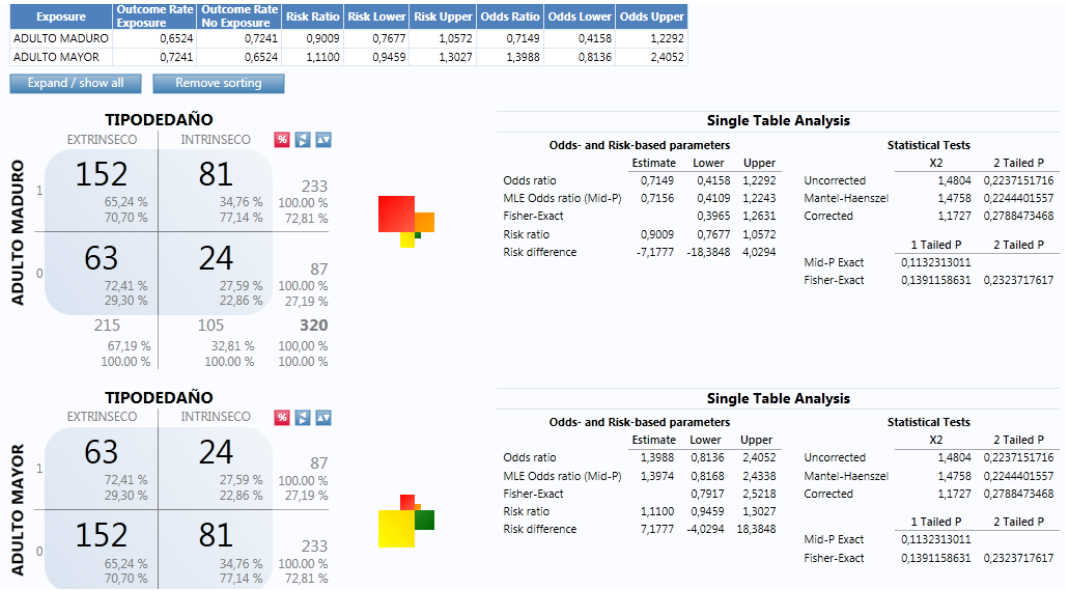 Exposure Outcome Rate Exposure Outcome Rate No Exposure Risk Ratio Risk Lower Risk Upper Odds Ratio Odds Lower Odds Upper
ADULTO MADURO 0,6524 0,7241 0,9009 0,7677 1,0572 0,7149 0,4158 1,2292
ADULTO MAYOR 0,7241 0,6524 1,1100 0,9459 1,3027 1,3988 0,8136 2,4052
Expand / show all Remove sorting
TIPODEDAÑO
EXTRINSECO INTRINSECO %
ADULTO MADURO
1 152 81 233
65,24 % 34,76 % 100.00 %
70,70 % 77,14 % 72,81 %
0 63 24 87
72,41 % 27,59 % 100.00 %
29,30 % 22,86 % 27,19 %
215 105 320
67,19 % 32,81 % 100,00 %
100.00 % 100.00 % 100.00 %
Single Table Analysis
Odds- and Risk-based parameters
Estimate Lower Upper
Odds ratio 0,7149 0,4158 1,2292
MLE Odds ratio (Mid-P) 0,7156 0,4109 1,2243
Fisher-Exact 0,3965 1,2631
Risk ratio 0,9009 0,7677 1,0572
Risk difference -7,1777 -18,3848 4,0294
Statistical Tests
X2 2 Tailed P
Uncorrected 1,4804 0,2237151716
Mantel-Haenszel 1,4758 0,2244401557
Corrected 1,1727 0,2788473468
1 Tailed P 2 Tailed P
Mid-P Exact 0,1132313011
Fisher-Exact 0,1391158631 0,2323717617
TIPODEDAÑO
EXTRINSECO INTRINSECO %
ADULTO MAYOR
1 63 24 87
72,41 % 27,59 % 100.00 %
29,30 % 22,86 % 27,19 %
0 152 81 233
65,24 % 34,76 % 100.00 %
70,70 % 77,14 % 72,81 %
Single Table Analysis
Odds- and Risk-based parameters
Estimate Lower Upper
Odds ratio 1,3988 0,8136 2,4052
MLE Odds ratio (Mid-P) 1,3974 0,8168 2,4338
Fisher-Exact 0,7917 2,5218
Risk ratio 1,1100 0,9459 1,3027
Risk difference 7,1777 -4,0294 18,3848
Statistical Tests
X2 2 Tailed P
Uncorrected 1,4804 0,2237151716
Mantel-Haenszel 1,4758 0,2244401557
Corrected 1,1727 0,2788473468
1 Tailed P 2 Tailed P
Mid-P Exact 0,1132313011
Fisher-Exact 0,1391158631 0,2323717617